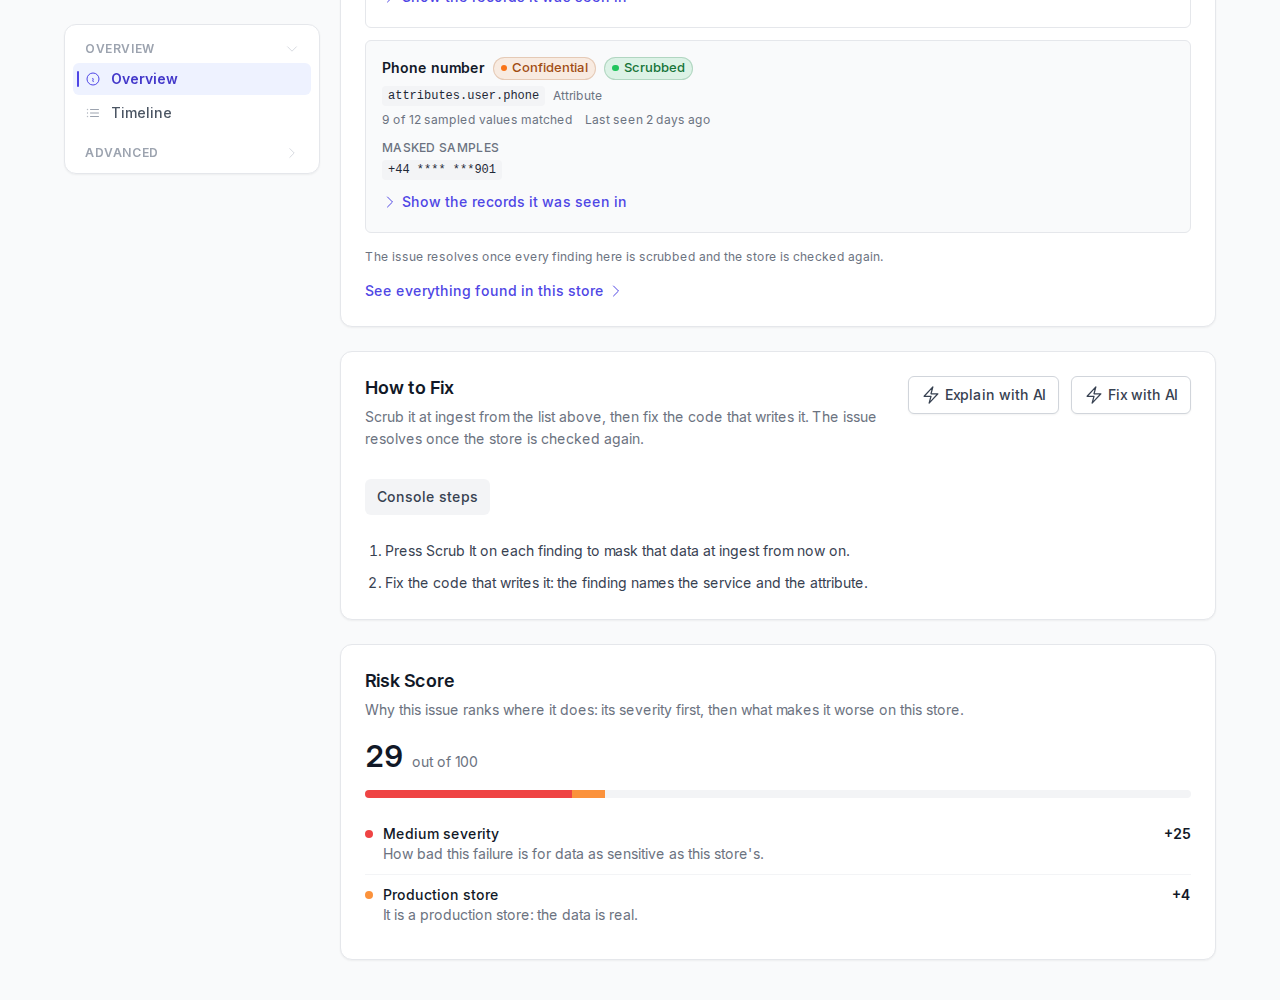 Show the records it was seen in
OVERVIEW
Overview
Timeline
ADVANCED
Phone number Confidential Scrubbed
attributes.user.phone Attribute
9 of 12 sampled values matched Last seen 2 days ago
MASKED SAMPLES
+44 **** ***901
Show the records it was seen in
The issue resolves once every finding here is scrubbed and the store is checked again.
See everything found in this store
How to Fix
Explain with AI
Fix with AI
Scrub it at ingest from the list above, then fix the code that writes it. The issue
resolves once the store is checked again.
Console steps
1. Press Scrub It on each finding to mask that data at ingest from now on.
2. Fix the code that writes it: the finding names the service and the attribute.
Risk Score
Why this issue ranks where it does: its severity first, then what makes it worse on this store.
29 out of 100
Medium severity +25
How bad this failure is for data as sensitive as this store's.
Production store +4
It is a production store: the data is real.